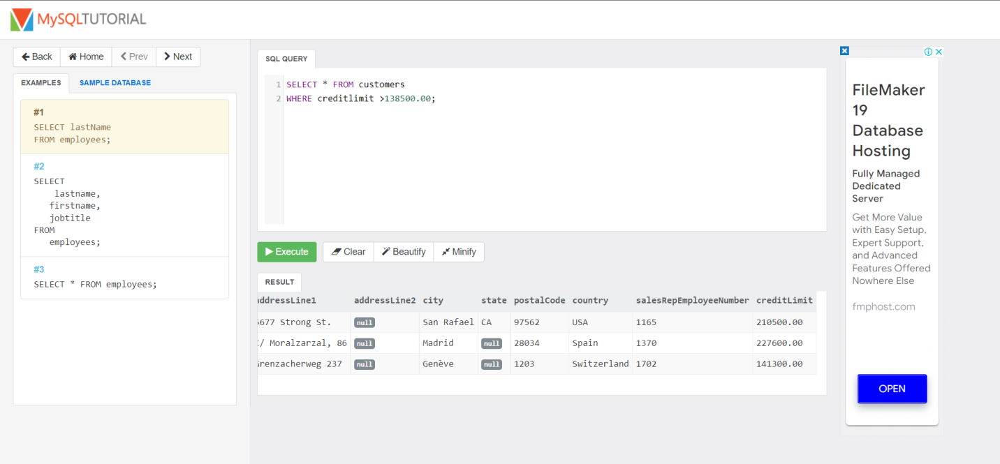 MySQLTUTORIAL
Back Home Prev Next
EXAMPLES SAMPLE DATABASE
#1
SELECT lastName
FROM employees;
#2
SELECT
lastname,
firstname,
jobtitle
FROM
employees;
#3
SELECT * FROM employees;
SQL QUERY
1 SELECT * FROM customers
2 WHERE creditlimit >138500.00;
Execute Clear Beautify Minify
RESULT
addressLine1 addressLine2 city state postalCode country salesRepEmployeeNumber creditLimit
5677 Strong St. null San Rafael CA 97562 USA 1165 210500.00
C/ Moralzarzal, 86 null Madrid null 28034 Spain 1370 227600.00
Grenzacherweg 237 null Genève null 1203 Switzerland 1702 141300.00
FileMaker
19
Database
Hosting
Fully Managed
Dedicated
Server
Get More Value
with Easy Setup,
Expert Support,
and Advanced
Features Offered
Nowhere Else
fmphost.com
OPEN